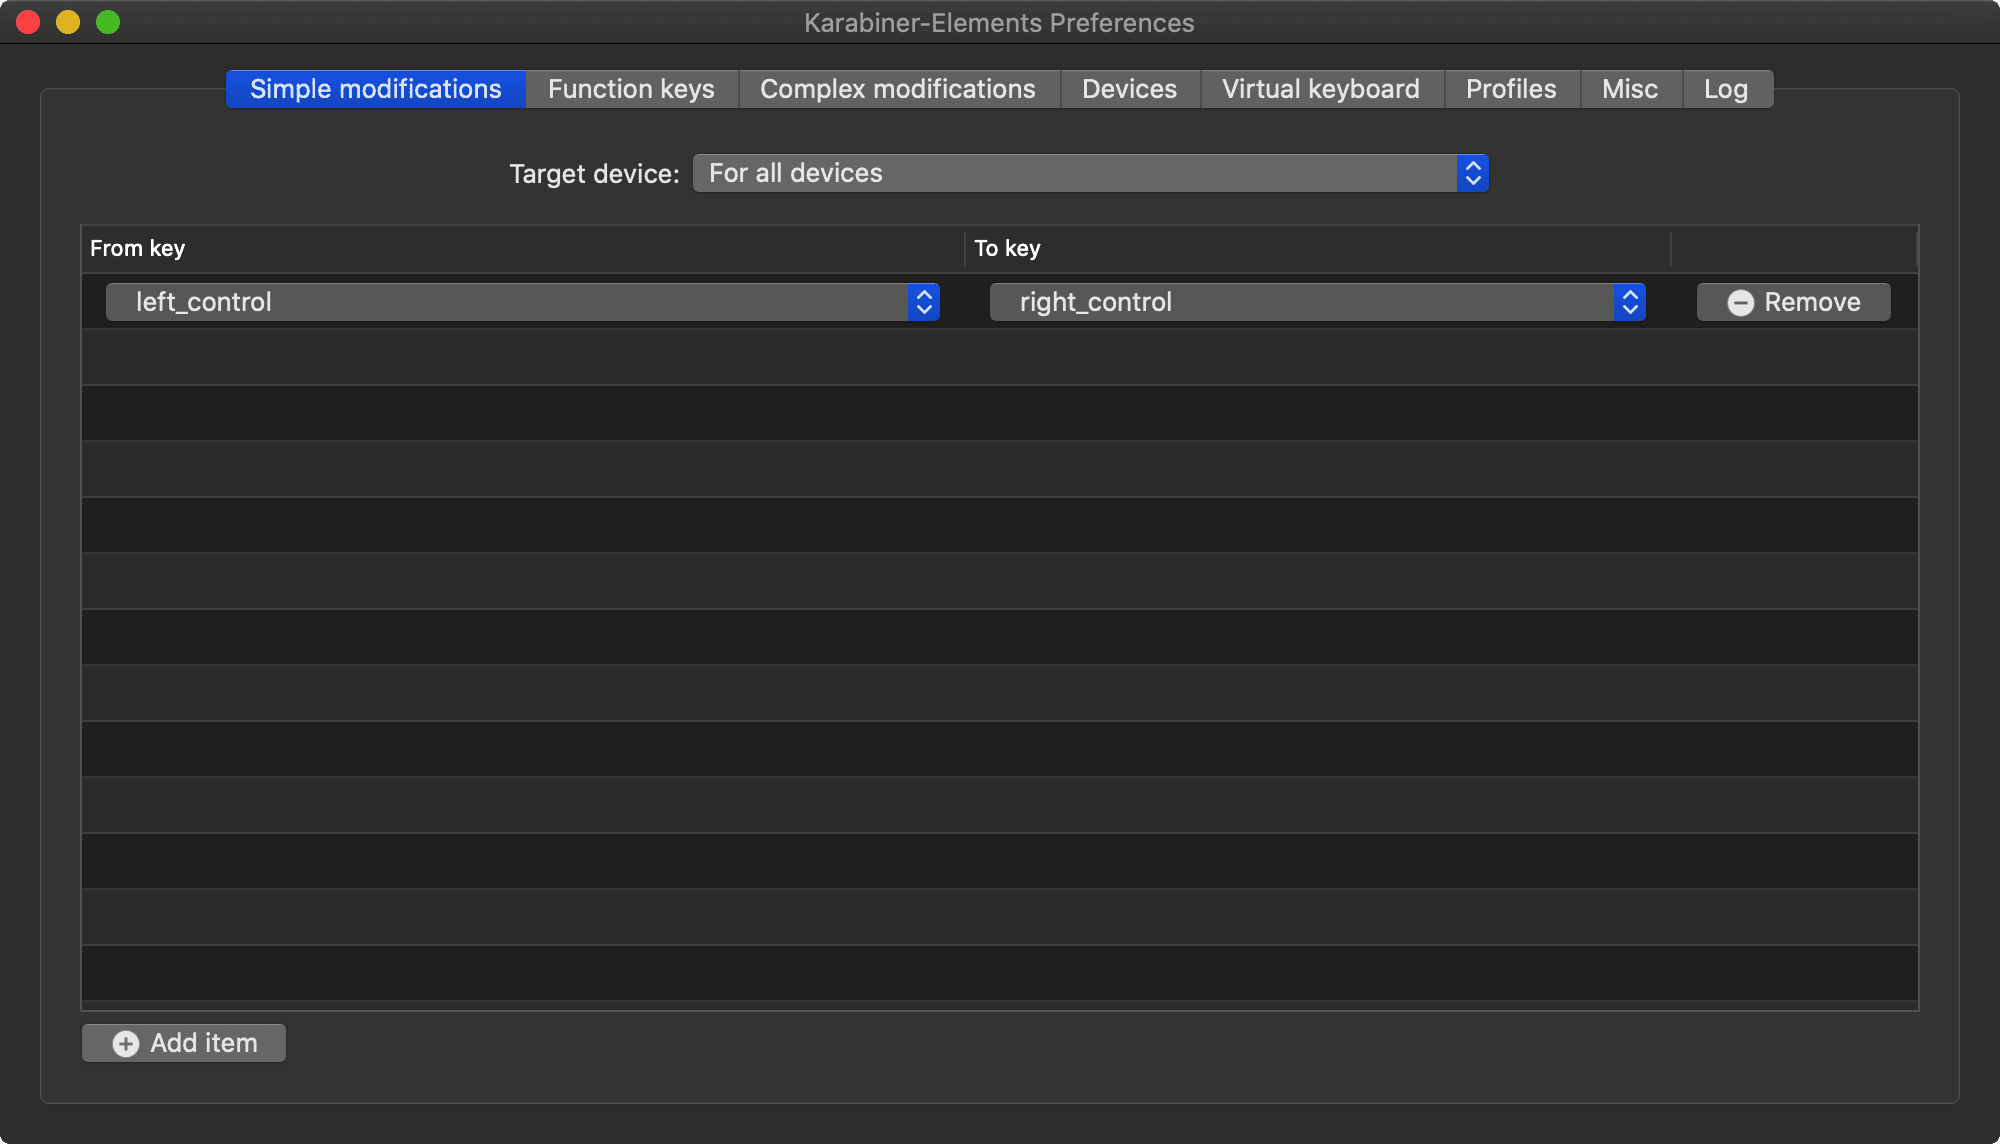 Karabiner-Elements Preferences
Simple modifications Function keys Complex modifications Devices Virtual keyboard Profiles Misc Log
Target device: For all devices
From key To key
left_control right_control Remove
Add item